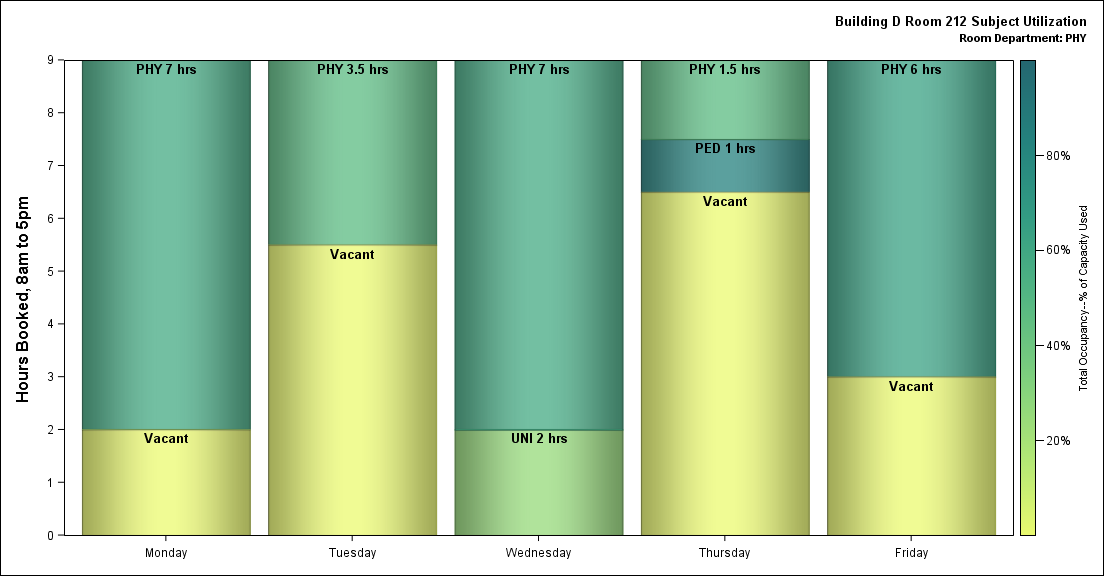 Building D Room 212 Subject Utilization
Room Department: PHY
Hours Booked, 8am to 5pm
9
8
7
6
5
4
3
2
1
0
PHY 7 hrs
Vacant
PHY 3.5 hrs
Vacant
PHY 7 hrs
UNI 2 hrs
PHY 1.5 hrs
PED 1 hrs
Vacant
PHY 6 hrs
Vacant
Monday
Tuesday
Wednesday
Thursday
Friday
80%
60%
40%
20%
Total Occupancy--% of Capacity Used